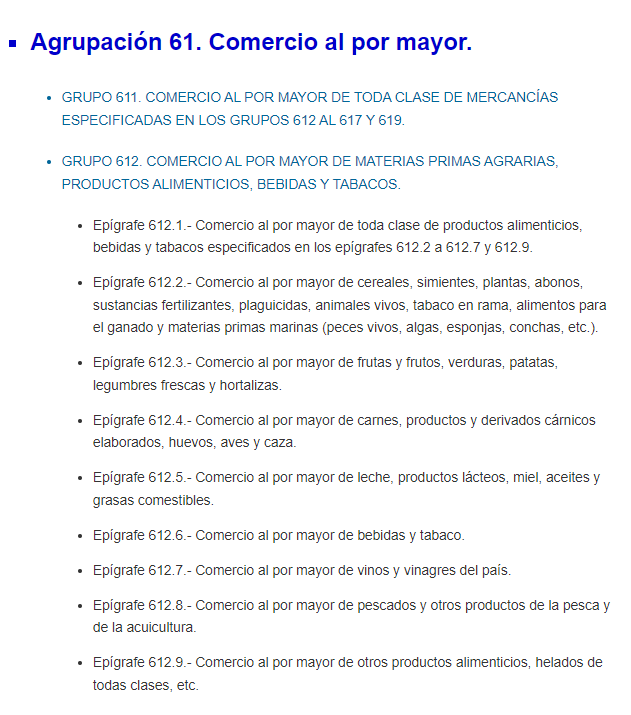 Agrupación 61. Comercio al por mayor.
GRUPO 611. COMERCIO AL POR MAYOR DE TODA CLASE DE MERCANCÍAS
ESPECIFICADAS EN LOS GRUPOS 612 AL 617 Y 619.
GRUPO 612. COMERCIO AL POR MAYOR DE MATERIAS PRIMAS AGRARIAS,
PRODUCTOS ALIMENTICIOS, BEBIDAS Y TABACOS.
Epígrafe 612.1.- Comercio al por mayor de toda clase de productos alimenticios,
bebidas y tabacos especificados en los epígrafes 612.2 a 612.7 y 612.9.
Epígrafe 612.2.- Comercio al por mayor de cereales, simientes, plantas, abonos,
sustancias fertilizantes, plaguicidas, animales vivos, tabaco en rama, alimentos para
el ganado y materias primas marinas (peces vivos, algas, esponjas, conchas, etc.).
Epígrafe 612.3.- Comercio al por mayor de frutas y frutos, verduras, patatas,
legumbres frescas y hortalizas.
Epígrafe 612.4.- Comercio al por mayor de carnes, productos y derivados cárnicos
elaborados, huevos, aves y caza.
Epígrafe 612.5.- Comercio al por mayor de leche, productos lácteos, miel, aceites y
grasas comestibles.
Epígrafe 612.6.- Comercio al por mayor de bebidas y tabaco.
Epígrafe 612.7.- Comercio al por mayor de vinos y vinagres del país.
Epígrafe 612.8.- Comercio al por mayor de pescados y otros productos de la pesca y
de la acuicultura.
Epígrafe 612.9.- Comercio al por mayor de otros productos alimenticios, helados de
todas clases, etc.